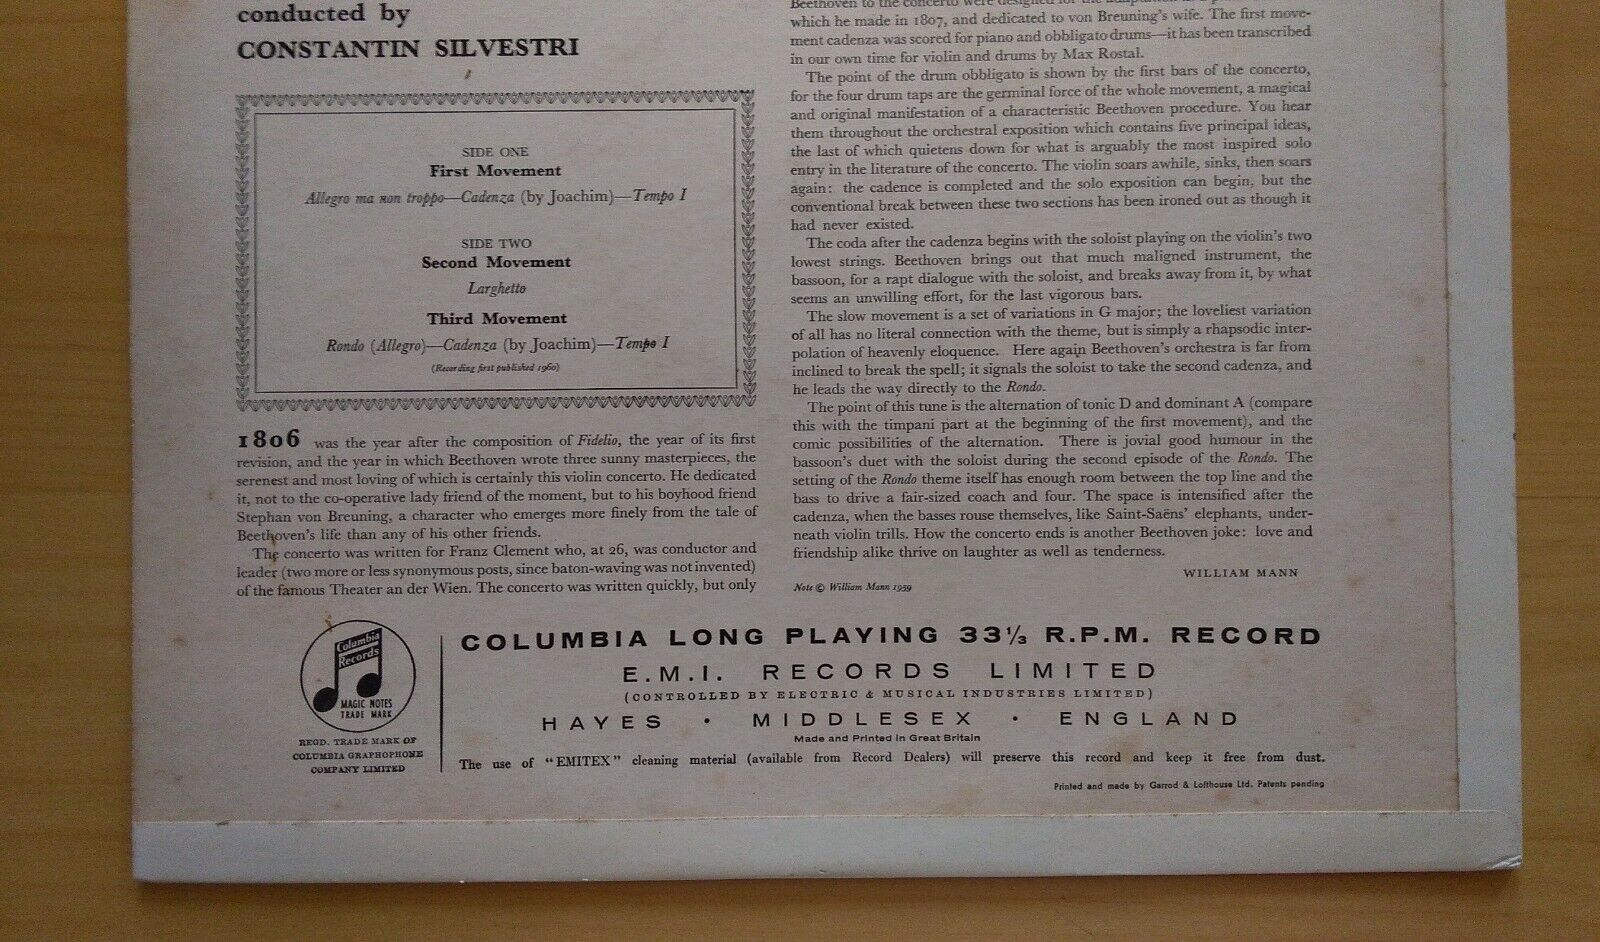 conducted by
CONSTANTIN SILVESTRI
SIDE ONE
First Movement
Allegro ma non troppo—Cadenza (by Joachim)—Tempo I
SIDE TWO
Second Movement
Larghetto
Third Movement
Rondo (Allegro)—Cadenza (by Joachim)—Tempo I
(Recording first published 1960)
1806 was the year after the composition of Fidelio, the year of its first
revision, and the year in which Beethoven wrote three sunny masterpieces, the
serenest and most loving of which is certainly this violin concerto. He dedicated
it, not to the co-operative lady friend of the moment, but to his boyhood friend
Stephan von Breuning, a character who emerges more finely from the tale of
Beethoven's life than any of his other friends.
The concerto was written for Franz Clement who, at 26, was conductor and
leader (two more or less synonymous posts, since baton-waving was not invented)
of the famous Theater an der Wien. The concerto was written quickly, but only
Beethoven to the concerto were designed for the
which he made in 1807, and dedicated to von Breuning's wife. The first move-
ment cadenza was scored for piano and obbligato drums—it has been transcribed
in our own time for violin and drums by Max Rostal.
The point of the drum obbligato is shown by the first bars of the concerto,
for the four drum taps are the germinal force of the whole movement, a magical
and original manifestation of a characteristic Beethoven procedure. You hear
them throughout the orchestral exposition which contains five principal ideas,
the last of which quietens down for what is arguably the most inspired solo
entry in the literature of the concerto. The violin soars awhile, sinks, then soars
again: the cadence is completed and the solo exposition can begin, but the
conventional break between these two sections has been ironed out as though it
had never existed.
The coda after the cadenza begins with the soloist playing on the violin's two
lowest strings. Beethoven brings out that much maligned instrument, the
bassoon, for a rapt dialogue with the soloist, and breaks away from it, by what
seems an unwilling effort, for the last vigorous bars.
The slow movement is a set of variations in G major; the loveliest variation
of all has no literal connection with the theme, but is simply a rhapsodic inter-
polation of heavenly eloquence. Here again Beethoven's orchestra is far from
inclined to break the spell; it signals the soloist to take the second cadenza, and
he leads the way directly to the Rondo.
The point of this tune is the alternation of tonic D and dominant A (compare
this with the timpani part at the beginning of the first movement), and the
comic possibilities of the alternation. There is jovial good humour in the
bassoon's duet with the soloist during the second episode of the Rondo. The
setting of the Rondo theme itself has enough room between the top line and the
bass to drive a fair-sized coach and four. The space is intensified after the
cadenza, when the basses rouse themselves, like Saint-Saëns' elephants, under-
neath violin trills. How the concerto ends is another Beethoven joke: love and
friendship alike thrive on laughter as well as tenderness.
WILLIAM MANN
Note © William Mann 1959
Columbia
Records
MAGIC NOTES
TRADE MARK
REGD. TRADE MARK OF
COLUMBIA GRAPHOPHONE
COMPANY LIMITED
COLUMBIA LONG PLAYING 33⅓ R.P.M. RECORD
E.M.I. RECORDS LIMITED
(CONTROLLED BY ELECTRIC & MUSICAL INDUSTRIES LIMITED)
HAYES · MIDDLESEX · ENGLAND
Made and Printed in Great Britain
The use of "EMITEX" cleaning material (available from Record Dealers) will preserve this record and keep it free from dust.
Printed and made by Garrod & Lofthouse Ltd. Patents pending